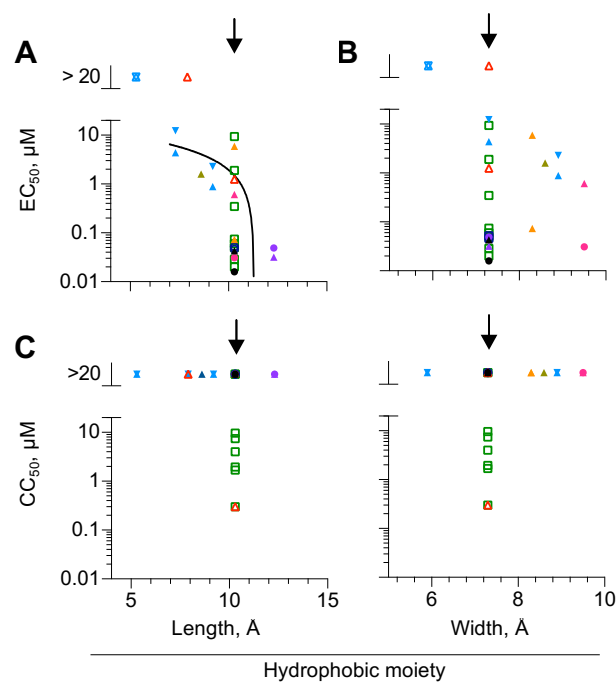 A
B
> 20
10
1
0.1
0.01
EC50, µM
C
>20
10
1
0.1
0.01
CC50, µM
5 10 15
6 8 10
Length, Å
Width, Å
Hydrophobic moiety